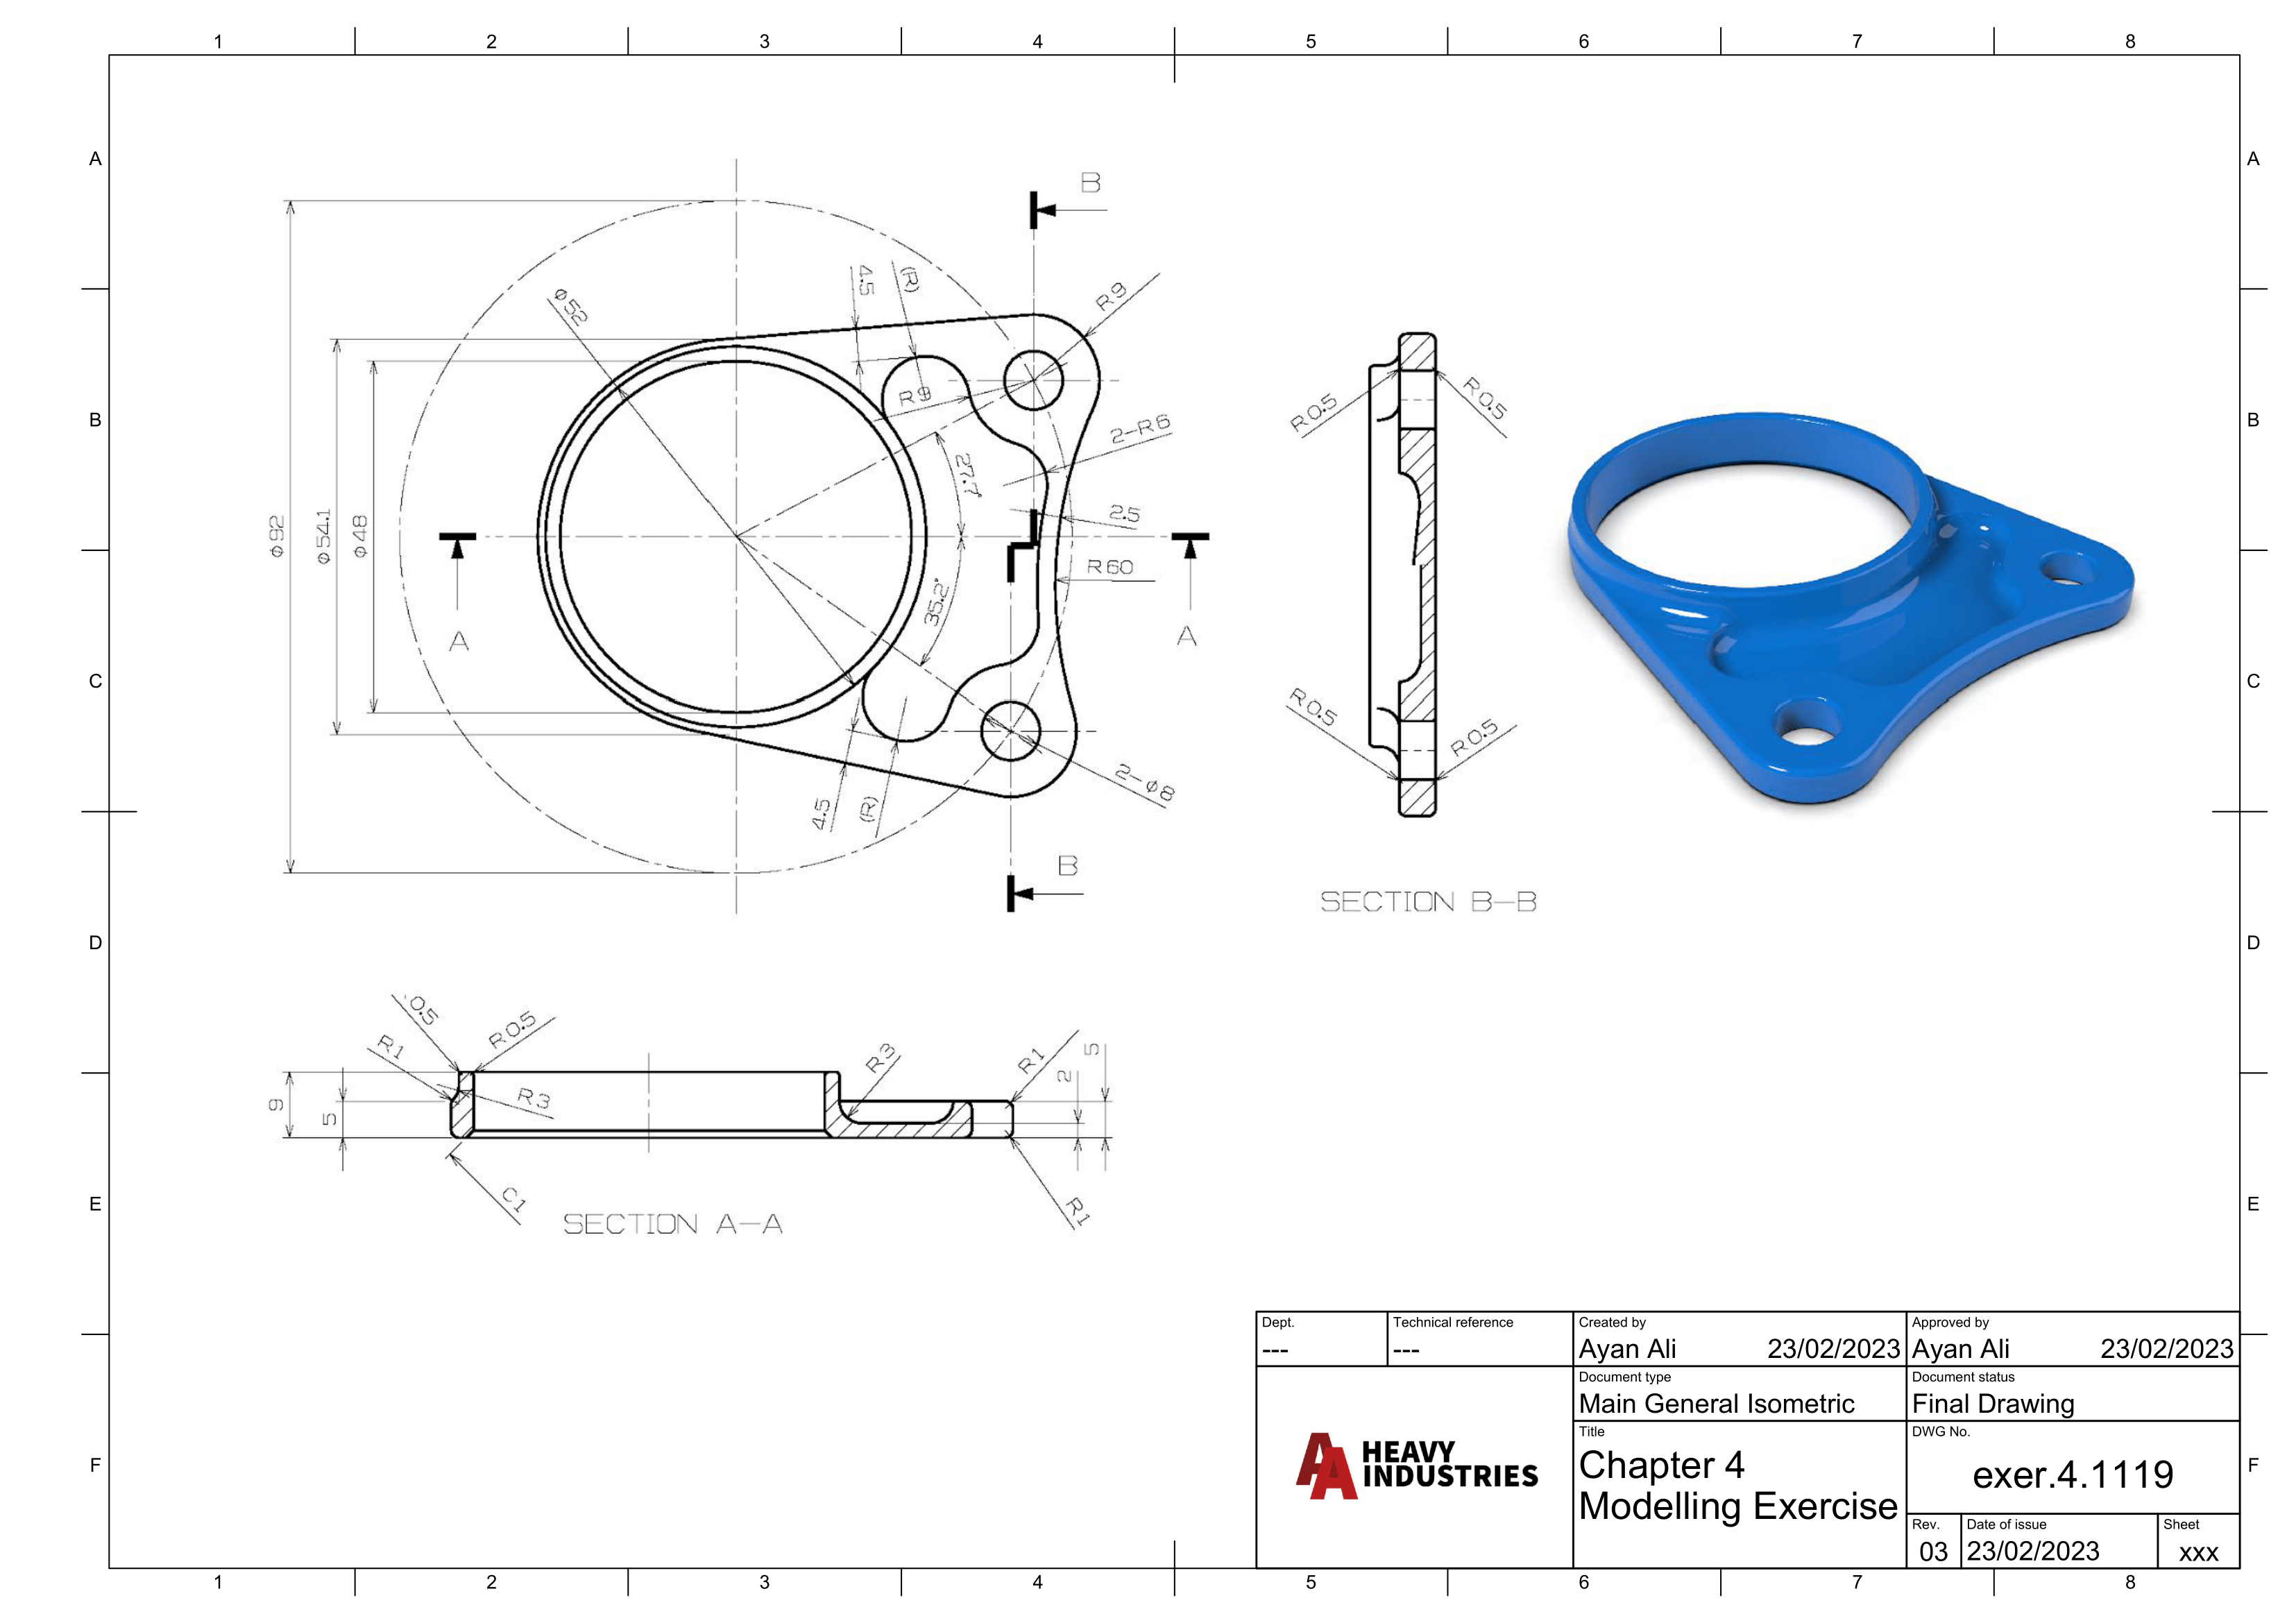 1 2 3 4 5 6 7 8
A A
B
B
C
C
D D
E E
F F
φ92
φ54.1
φ48
φ52
4.5
(R)
R9
R9
2-R6
27.7°
2.5
R60
35.2°
A A
2-φ8
4.5
(R)
B
B
R0.5
R0.5
R0.5
R0.5
SECTION B-B
0.5
R0.5
R1
R3
R3
R1
5
2
9
5
C1
R1
SECTION A-A
Dept.
---
Technical reference
---
Created by
Ayan Ali 23/02/2023
Approved by
Ayan Ali 23/02/2023
Document type
Main General Isometric
Document status
Final Drawing
AA HEAVY
INDUSTRIES
Title
Chapter 4
Modelling Exercise
DWG No.
exer.4.1119
Rev.
03
Date of issue
23/02/2023
Sheet
xxx
1 2 3 4 5 6 7 8